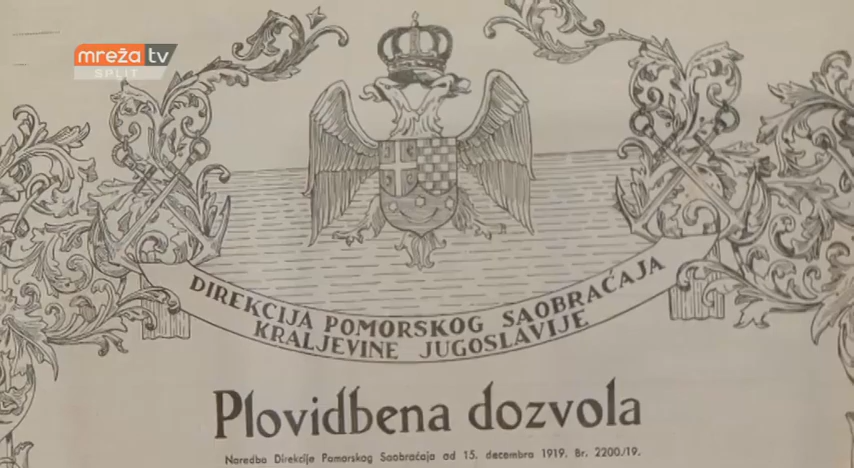 mreža tv
SPLIT
DIREKCIJA POMORSKOG SAOBRAĆAJA
KRALJEVINE JUGOSLAVIJE
Plovidbena dozvola
Naredba Direkcije Pomorskog Saobraćaja od 15. decembra 1919. Br. 2200/19.